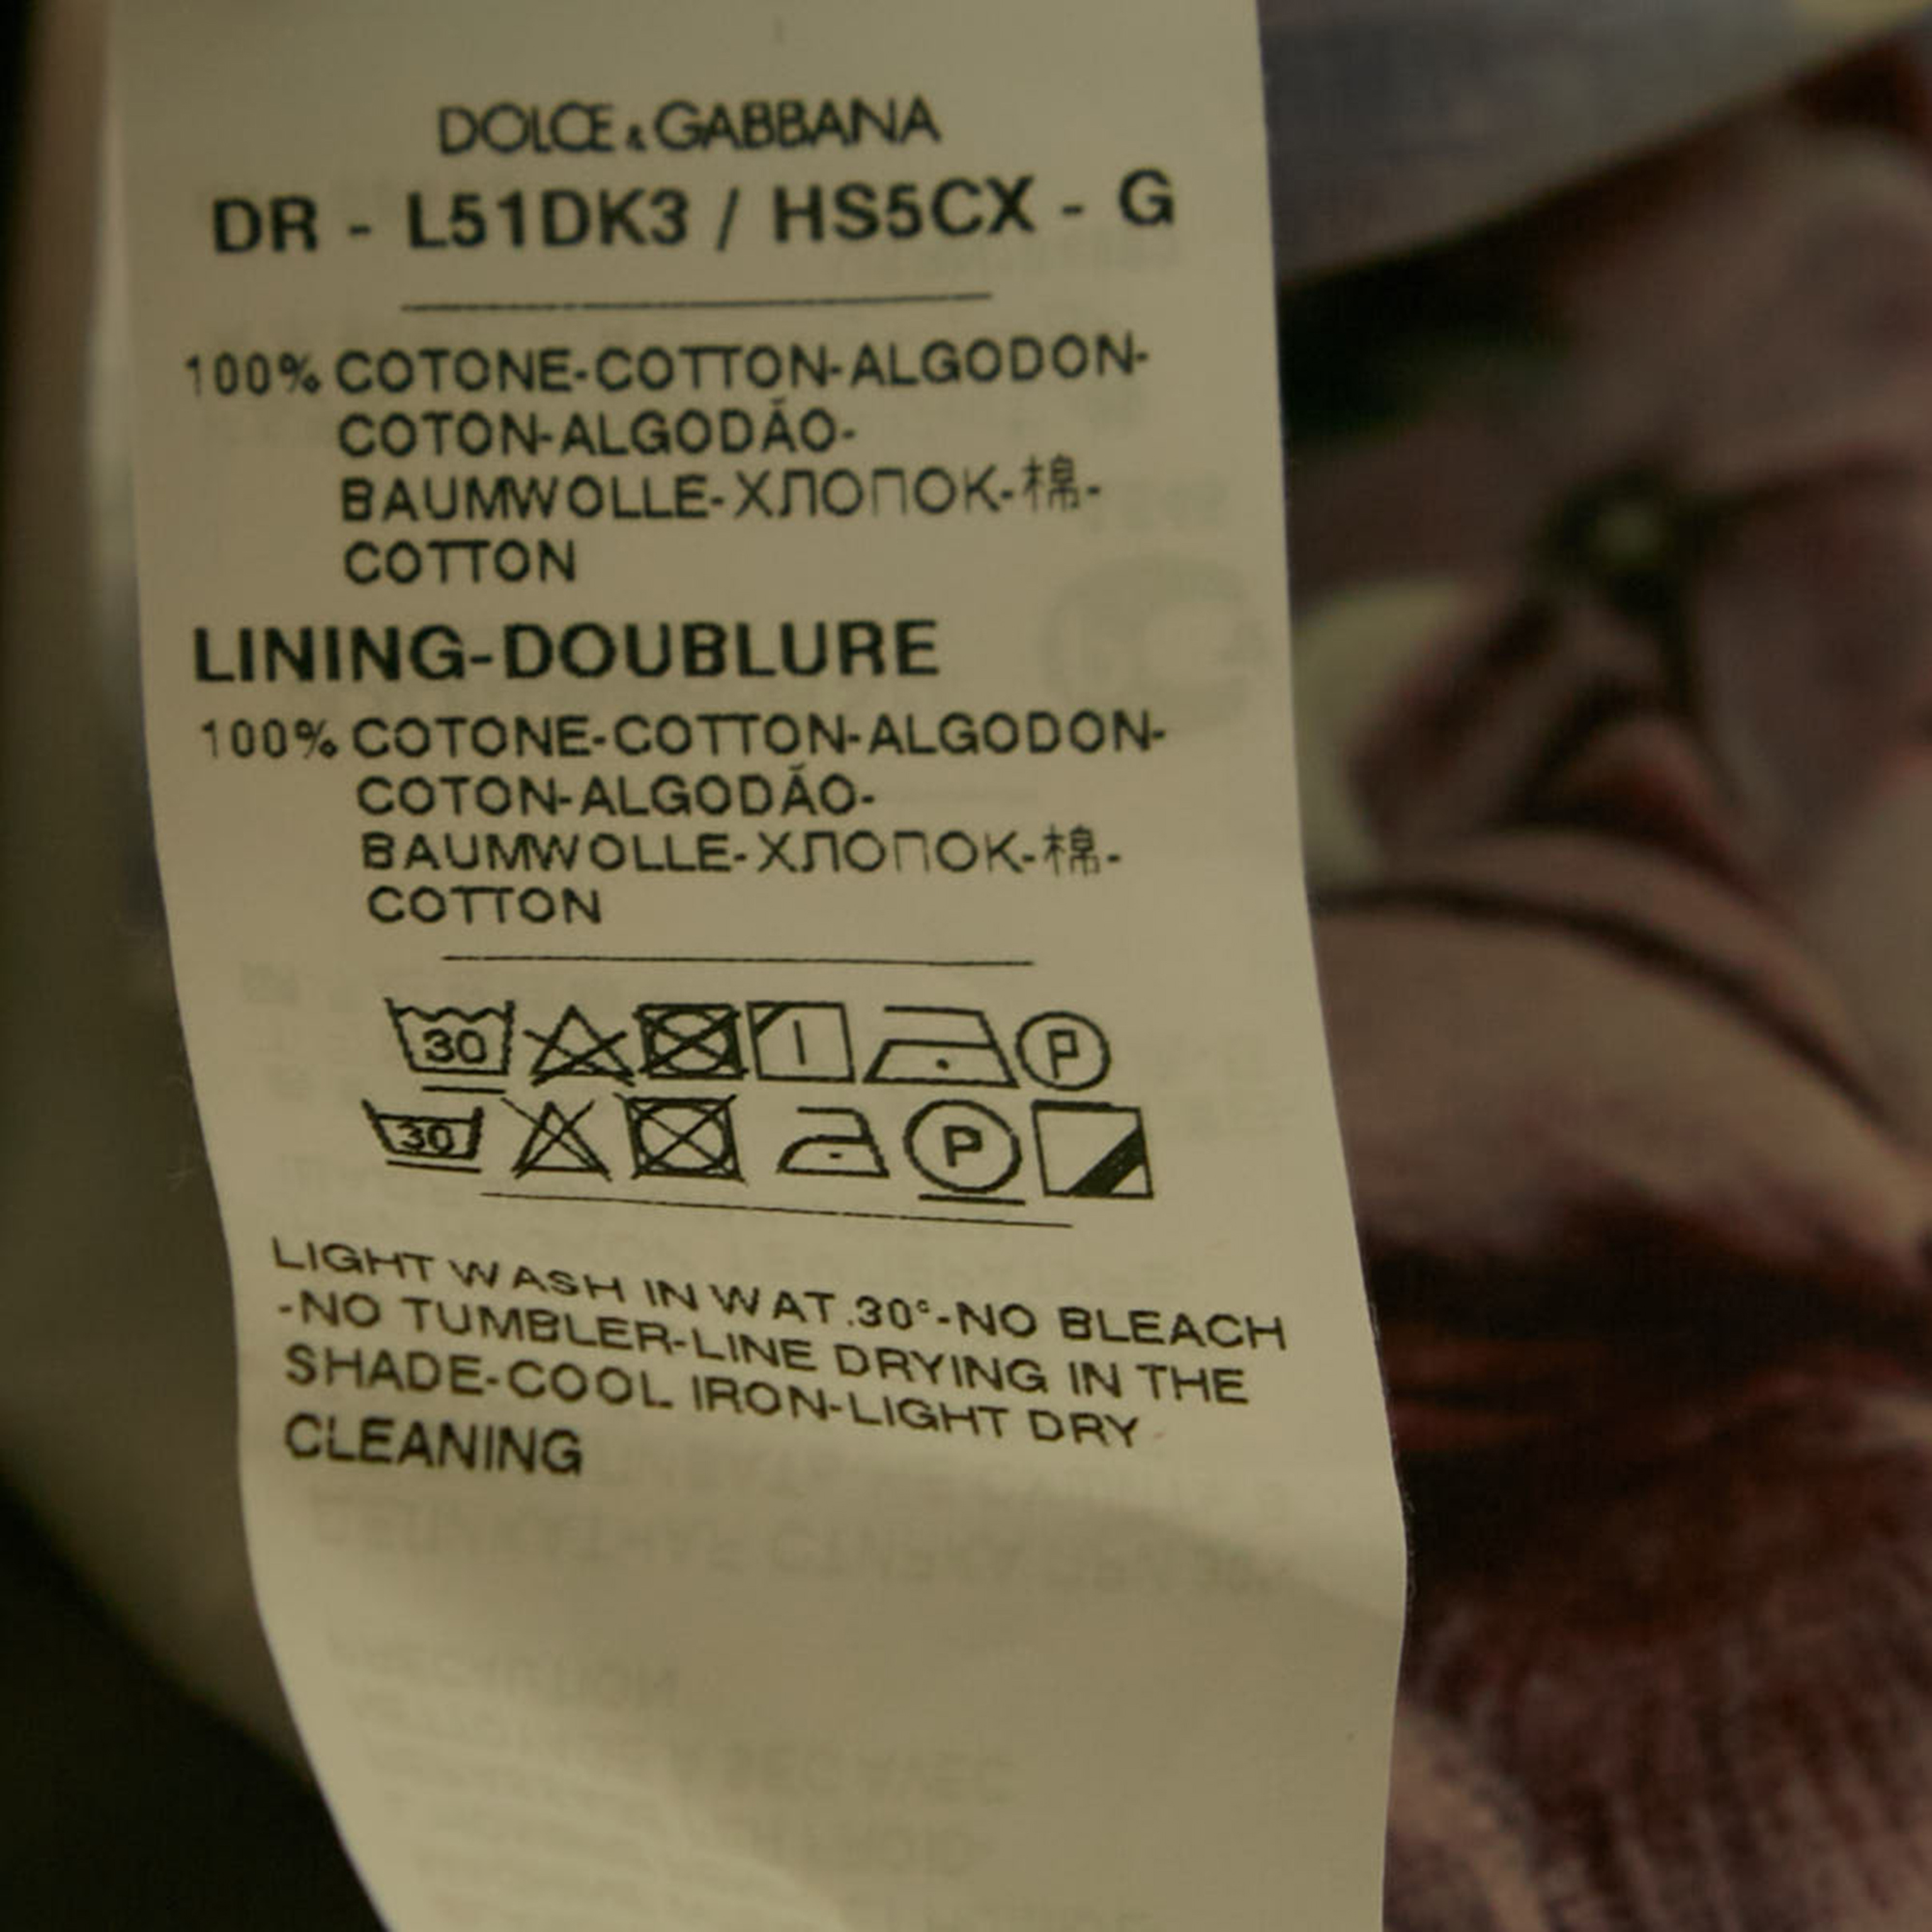 DOLCE & GABBANA
DR - L51DK3 / HS5CX - G
100% COTONE-COTTON-ALGODON-
COTON-ALGODÃO-
BAUMWOLLE-ХЛОПОК-棉-
COTTON
LINING-DOUBLURE
100% COTONE-COTTON-ALGODON-
COTON-ALGODÃO-
BAUMWOLLE-ХЛОПОК-棉-
COTTON
30 P
30 P
LIGHT WASH IN WAT.30°-NO BLEACH
-NO TUMBLER-LINE DRYING IN THE
SHADE-COOL IRON-LIGHT DRY
CLEANING